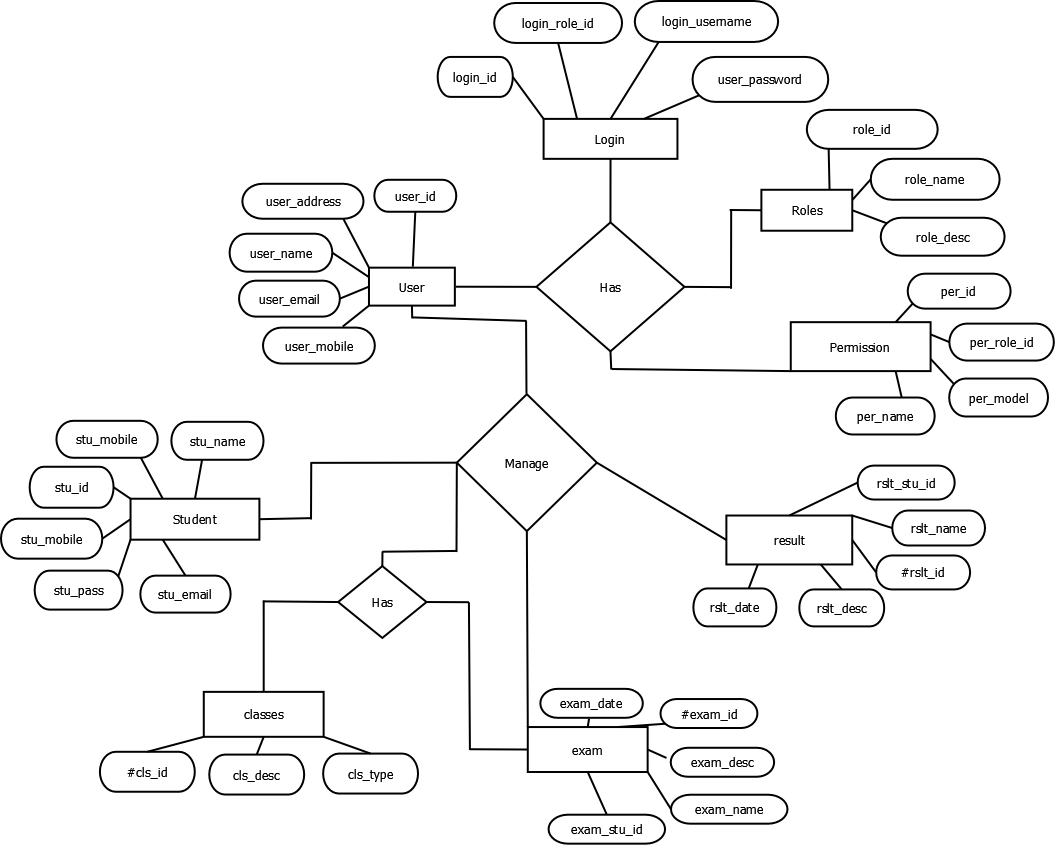 login_role_id
login_username
login_id
user_password
Login
role_id
role_name
Roles
role_desc
user_address
user_id
user_name
user_email
User
user_mobile
Has
per_id
per_role_id
Permission
per_model
per_name
stu_mobile
stu_name
stu_id
Student
stu_mobile
stu_pass
stu_email
Manage
rslt_stu_id
rslt_name
result
#rslt_id
rslt_date
rslt_desc
Has
classes
#cls_id
cls_desc
cls_type
exam_date
#exam_id
exam
exam_desc
exam_name
exam_stu_id